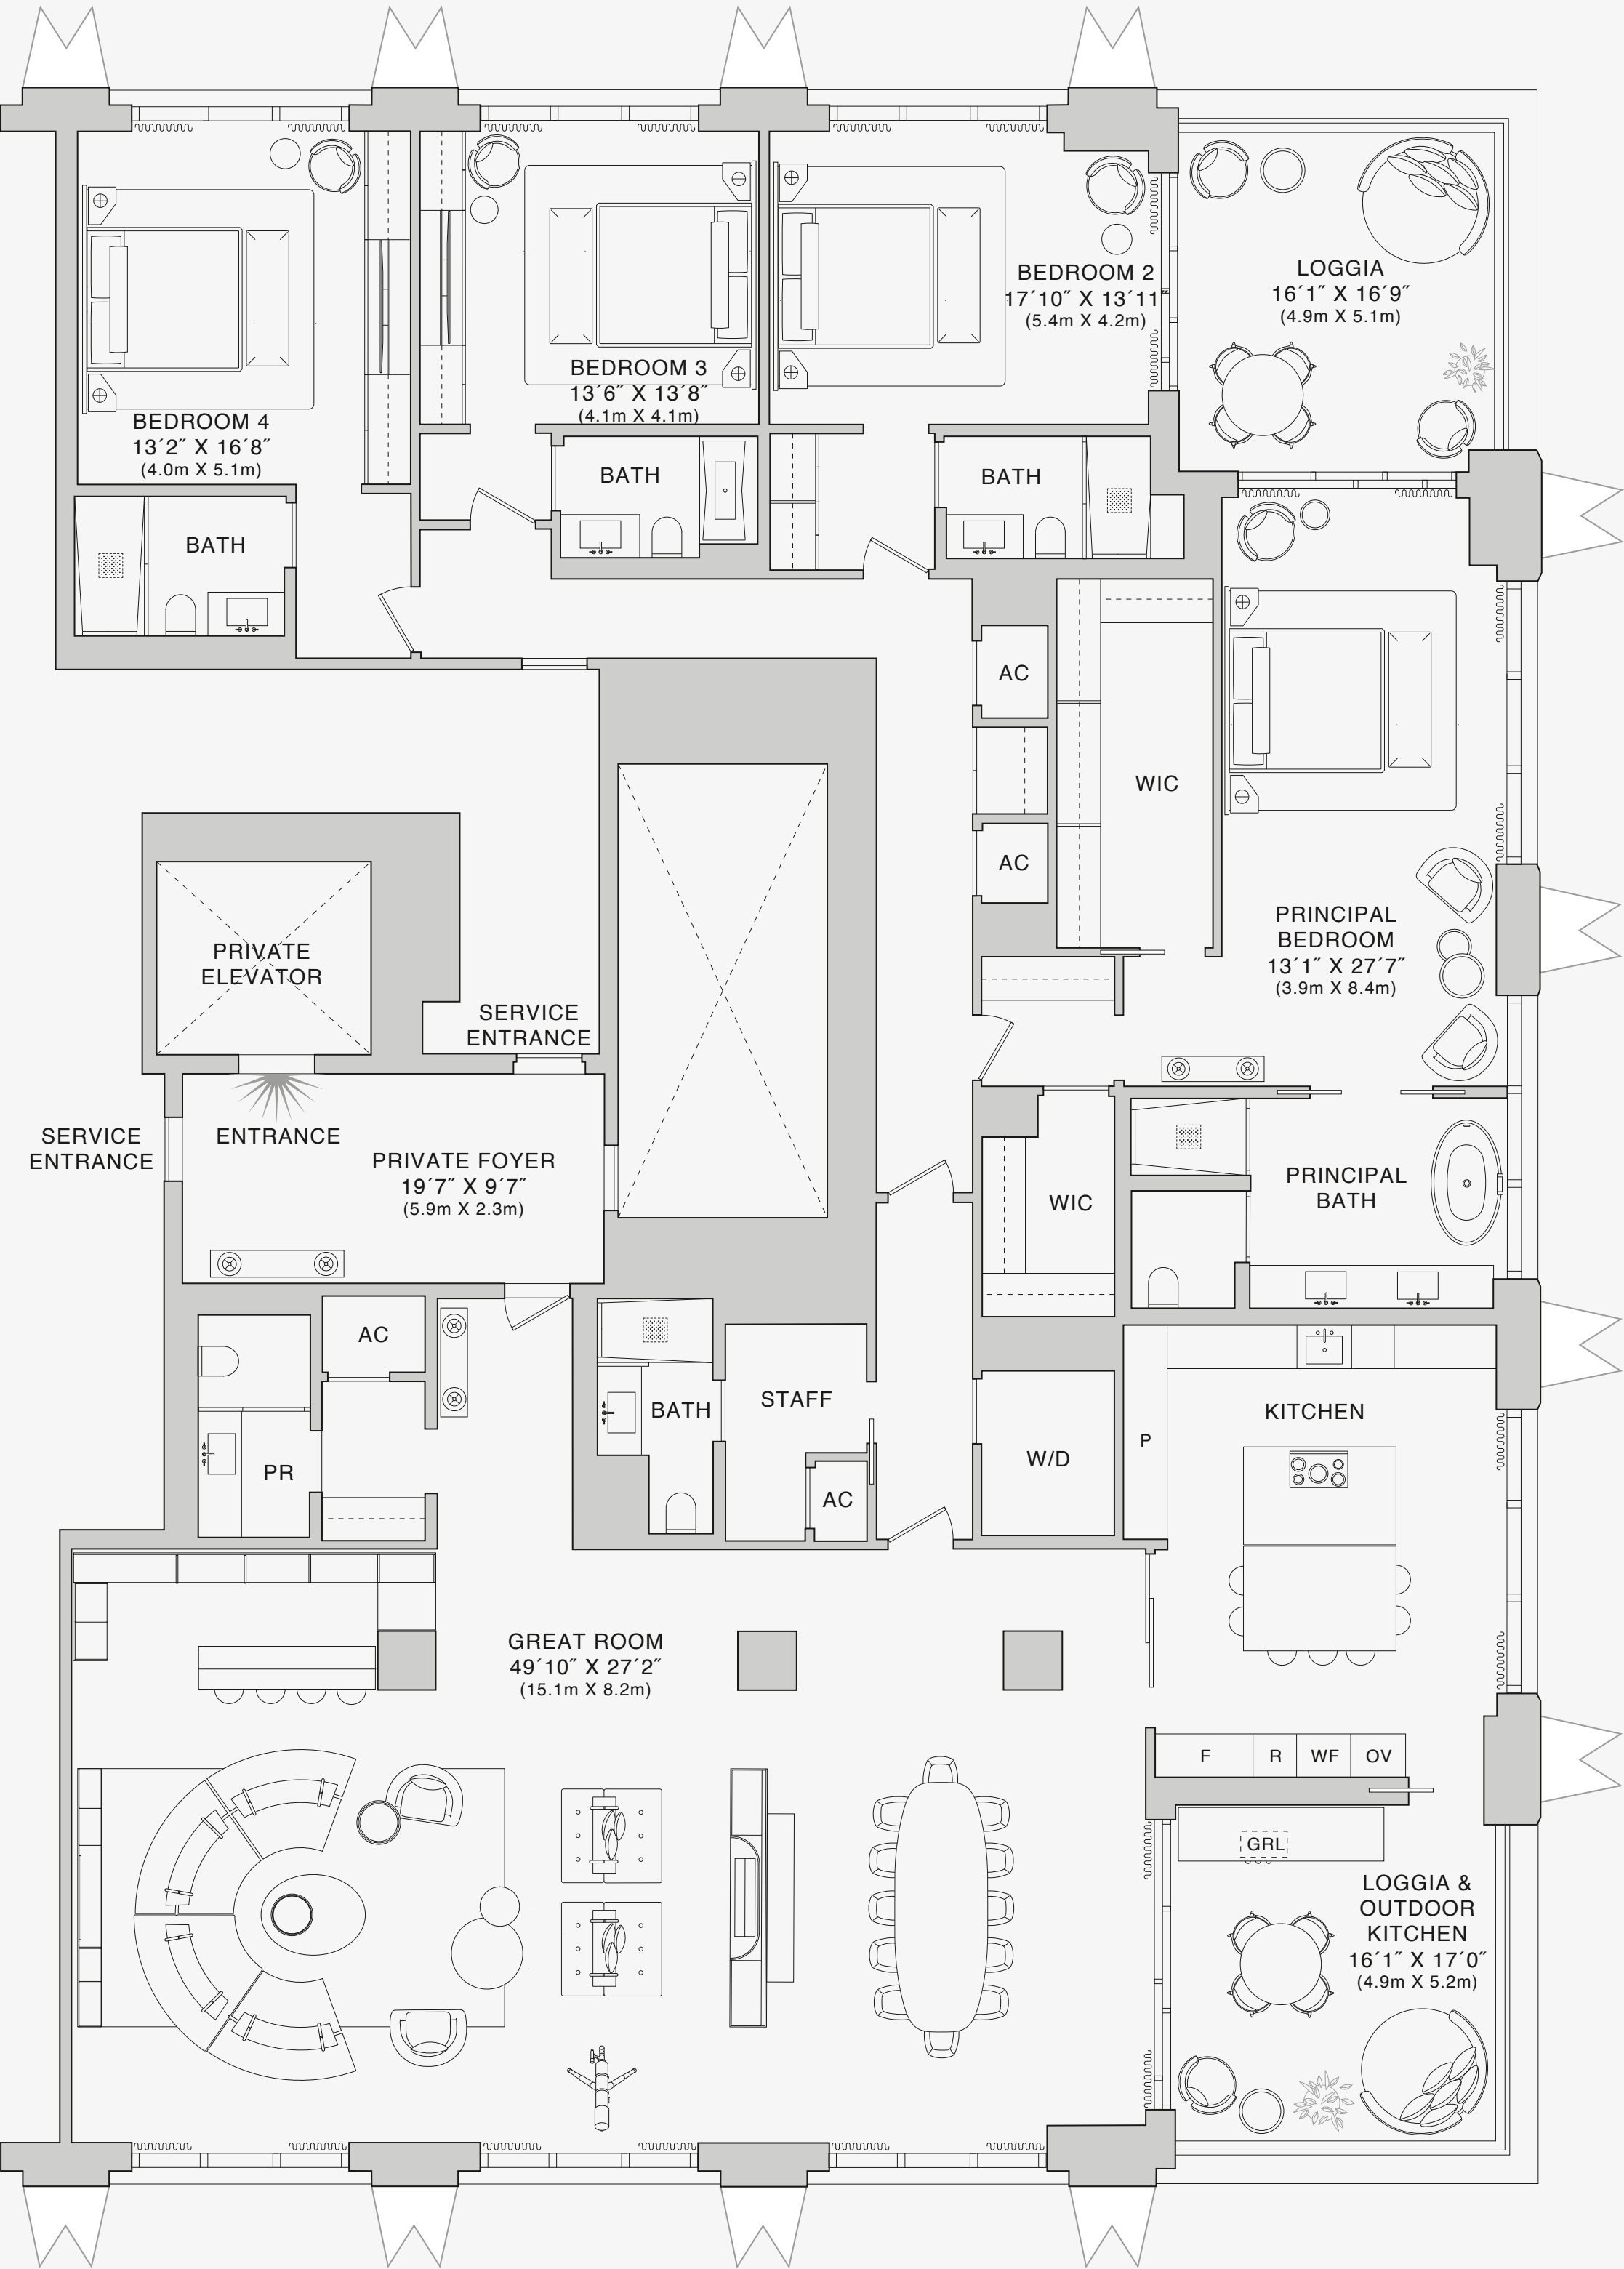 BEDROOM 2
17´10˝ X 13´11˝
(5.4m X 4.2m)
LOGGIA
16´1˝ X 16´9˝
(4.9m X 5.1m)
BEDROOM 3
13´6˝ X 13´8˝
(4.1m X 4.1m)
BEDROOM 4
13´2˝ X 16´8˝
(4.0m X 5.1m)
BATH
BATH
BATH
AC
WIC
AC
PRIVATE
ELEVATOR
PRINCIPAL
BEDROOM
13´1˝ X 27´7˝
(3.9m X 8.4m)
SERVICE
ENTRANCE
SERVICE
ENTRANCE
ENTRANCE
PRIVATE FOYER
19´7˝ X 9´7˝
(5.9m X 2.3m)
WIC
PRINCIPAL
BATH
AC
PR
BATH
STAFF
AC
W/D
P
KITCHEN
GREAT ROOM
49´10˝ X 27´2˝
(15.1m X 8.2m)
F
R
WF
OV
GRL
LOGGIA &
OUTDOOR
KITCHEN
16´1˝ X 17´0˝
(4.9m X 5.2m)